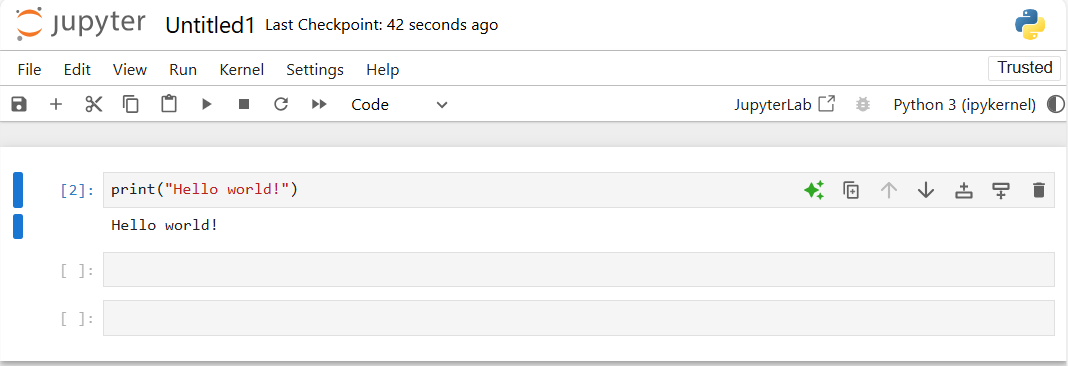 jupyter Untitled1 Last Checkpoint: 42 seconds ago
File Edit View Run Kernel Settings Help Trusted
Code JupyterLab Python 3 (ipykernel)
[2]: print("Hello world!")
Hello world!
[ ]:
[ ]: